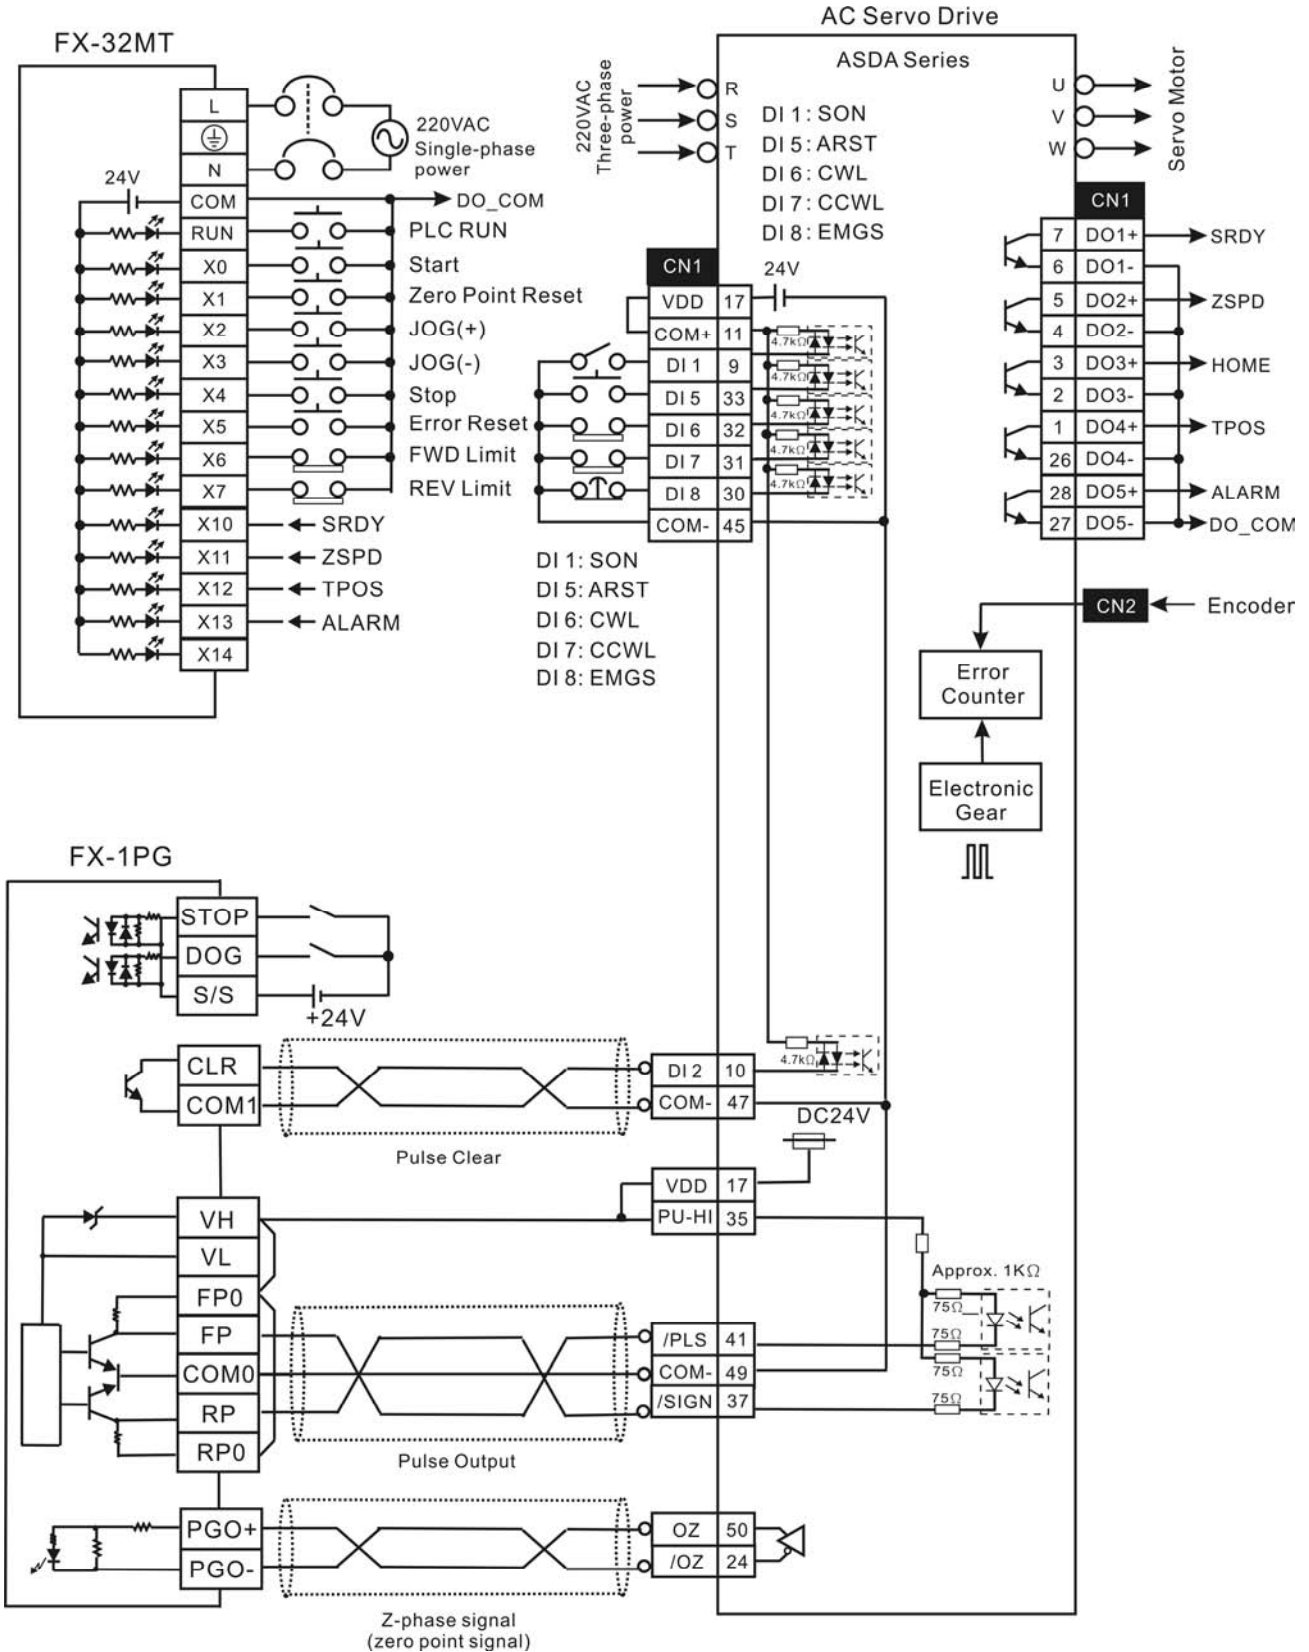 AC Servo Drive
FX-32MT
ASDA Series
L
N
COM
RUN
X0
X1
X2
X3
X4
X5
X6
X7
X10
X11
X12
X13
X14
24V
220VAC
Single-phase
power
DO_COM
PLC RUN
Start
Zero Point Reset
JOG(+)
JOG(-)
Stop
Error Reset
FWD Limit
REV Limit
SRDY
ZSPD
TPOS
ALARM
220VAC
Three-phase
power
R
S
T
DI 1: SON
DI 5: ARST
DI 6: CWL
DI 7: CCWL
DI 8: EMGS
U
V
W
Servo Motor
CN1
VDD 17
COM+ 11
DI 1 9
DI 5 33
DI 6 32
DI 7 31
DI 8 30
COM- 45
24V
4.7kΩ
4.7kΩ
4.7kΩ
4.7kΩ
4.7kΩ
DI 1: SON
DI 5: ARST
DI 6: CWL
DI 7: CCWL
DI 8: EMGS
CN1
7 DO1+ SRDY
6 DO1-
5 DO2+ ZSPD
4 DO2-
3 DO3+ HOME
2 DO3-
1 DO4+ TPOS
26 DO4-
28 DO5+ ALARM
27 DO5- DO_COM
CN2 Encoder
Error
Counter
Electronic
Gear
FX-1PG
STOP
DOG
S/S
+24V
CLR
COM1
Pulse Clear
DI 2 10
COM- 47
4.7kΩ
DC24V
VH
VL
FP0
FP
COM0
RP
RP0
VDD 17
PU-HI 35
Approx. 1KΩ
75Ω
75Ω
75Ω
75Ω
/PLS 41
COM- 49
/SIGN 37
Pulse Output
PGO+
PGO-
OZ 50
/OZ 24
Z-phase signal
(zero point signal)